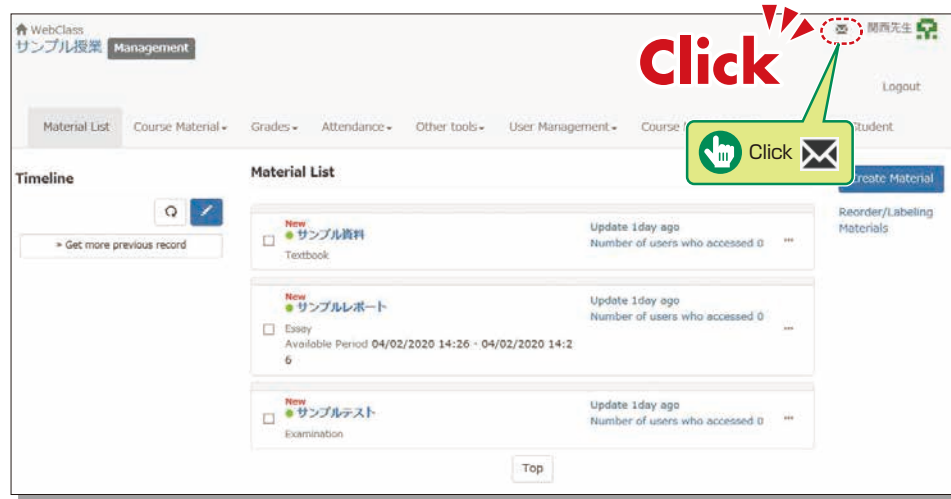 WebClass
サンプル授業 Management
関西先生
Click
Logout
Material List Course Material Grades Attendance Other tools User Management Course Student
Click
Timeline
Material List
Create Material
Reorder/Labeling
Materials
» Get more previous record
New
サンプル資料
Textbook
Update 1day ago
Number of users who accessed 0
New
サンプルレポート
Essay
Available Period 04/02/2020 14:26 - 04/02/2020 14:2
6
Update 1day ago
Number of users who accessed 0
New
サンプルテスト
Examination
Update 1day ago
Number of users who accessed 0
Top